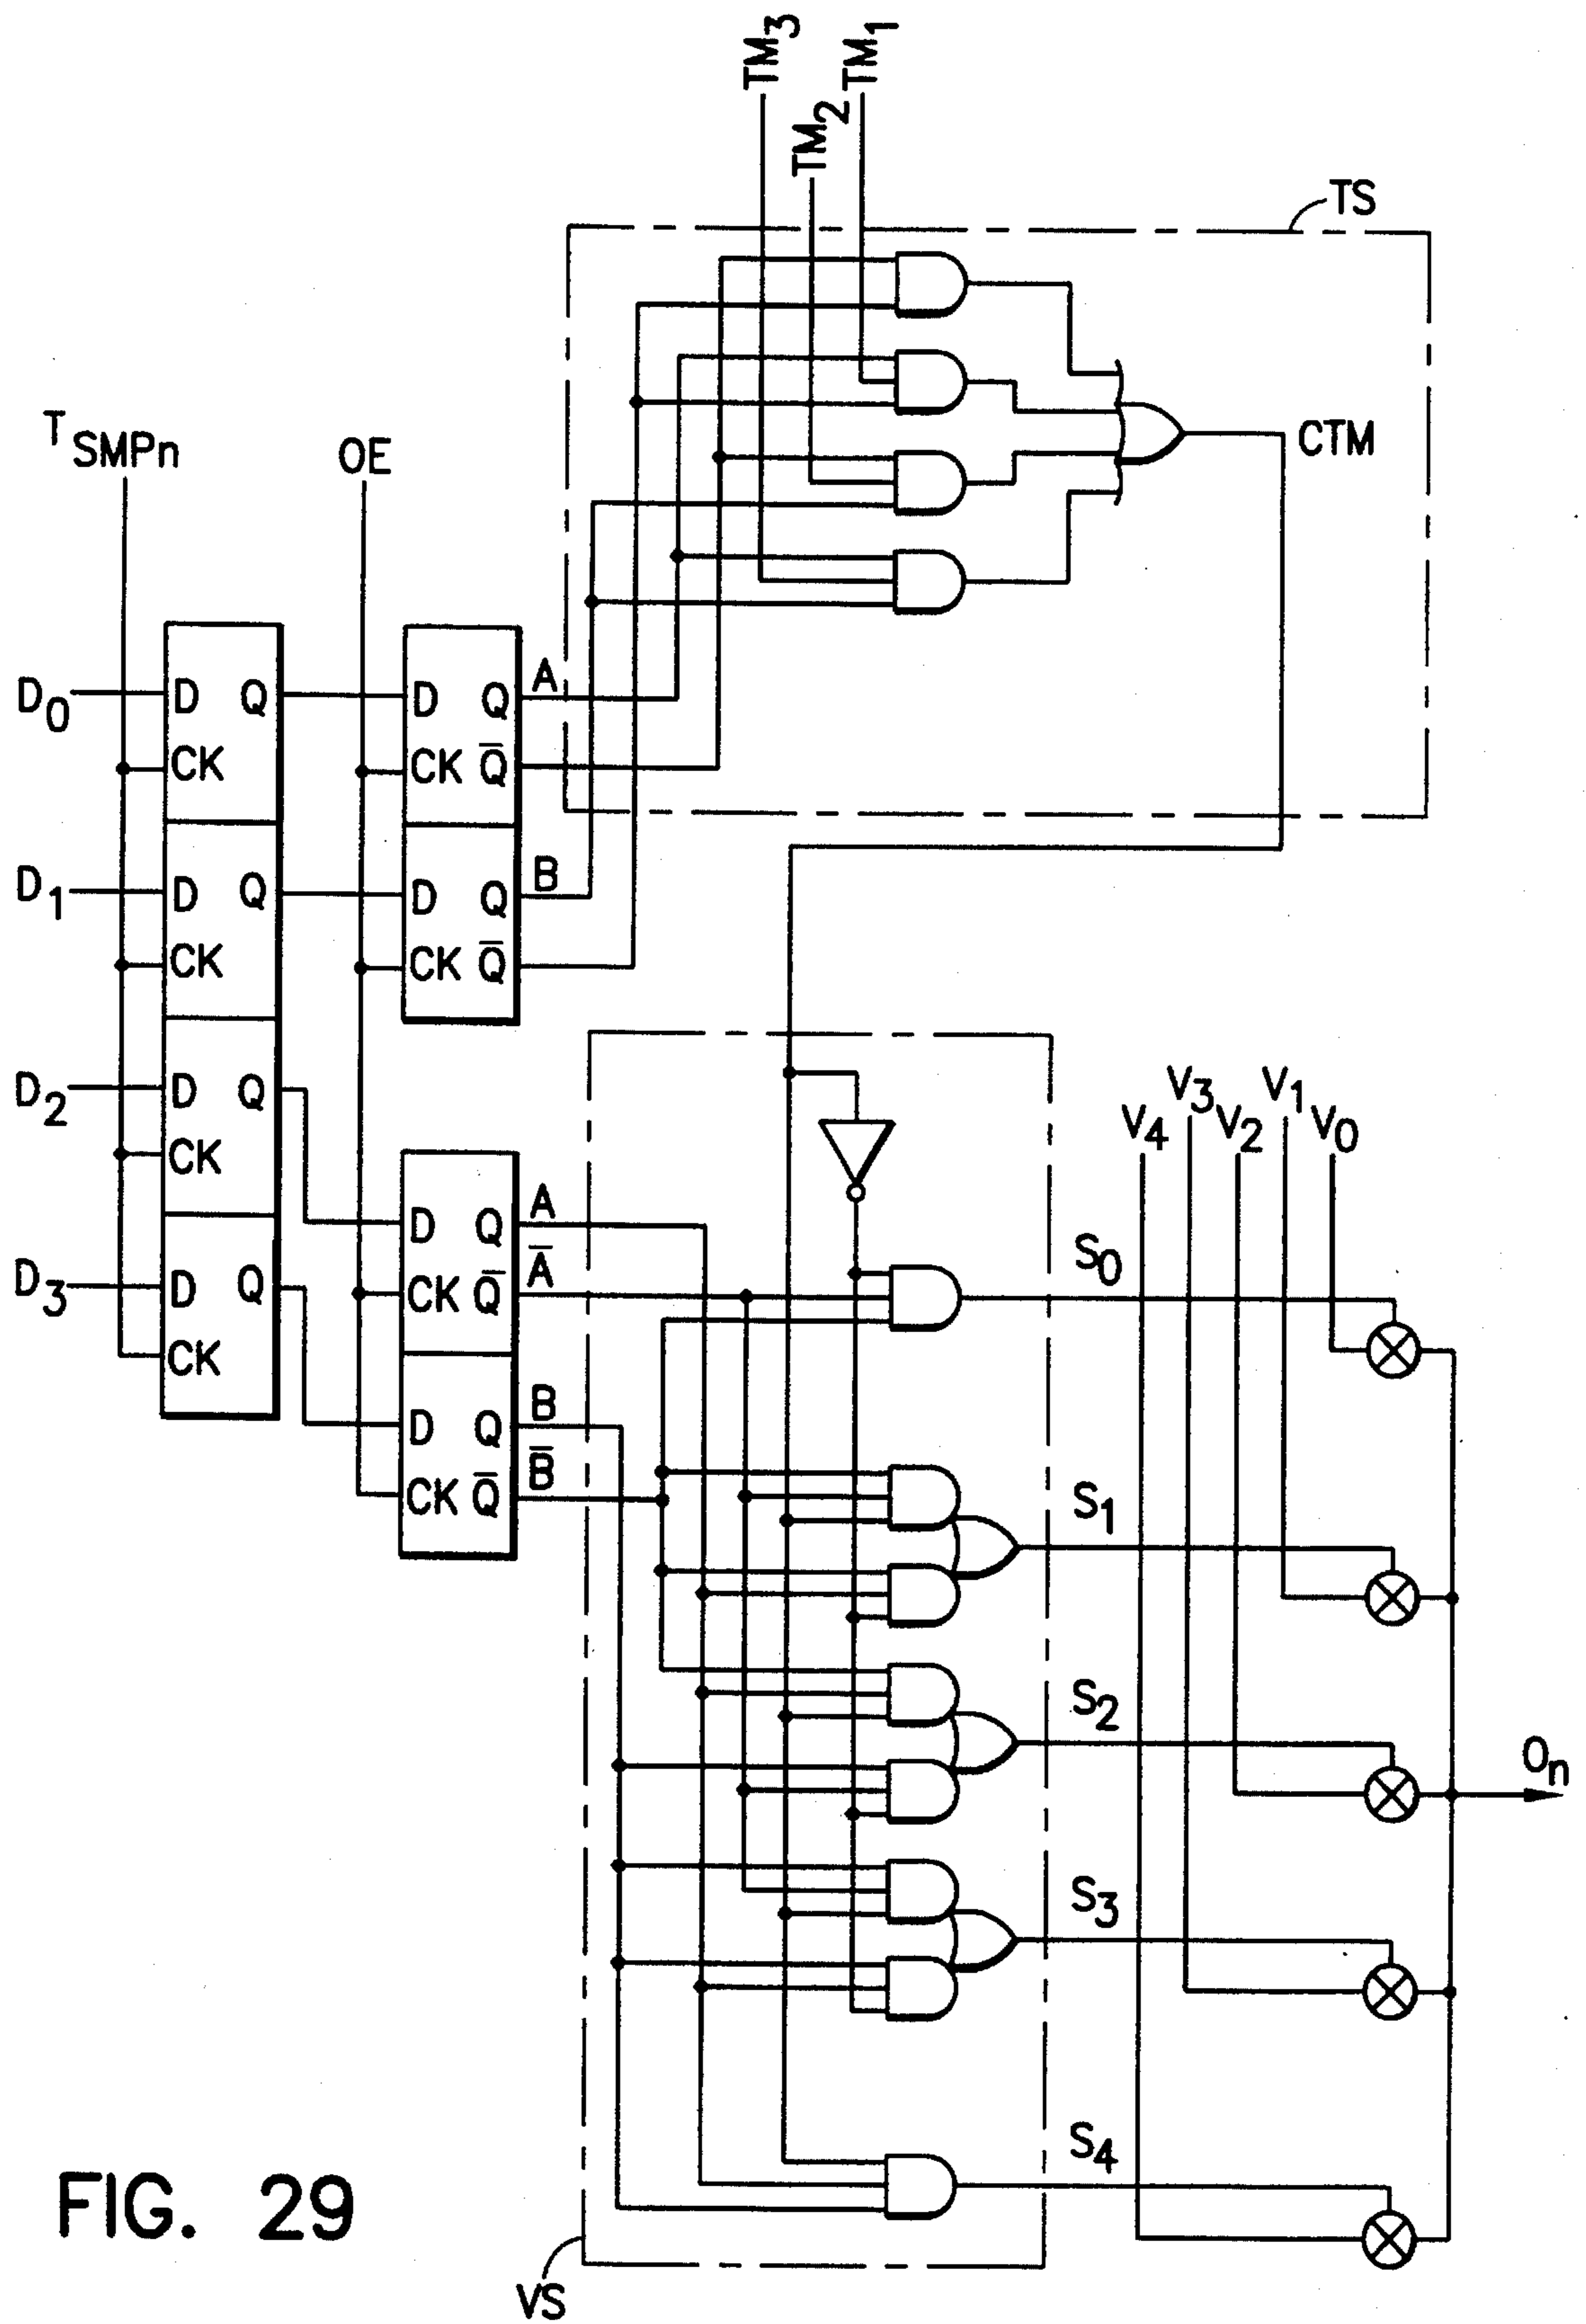 TM3
TM2
TM1
TS
TSMPn
OE
CTM
D0
D Q
CK
D Q
CK Q̅
A
D1
D Q
CK
D Q
CK Q̅
B
D2
D Q
CK
D Q
CK Q̅
A
A̅
D3
D Q
CK
D Q
CK Q̅
B
B̅
V4
V3
V2
V1
V0
S0
S1
S2
S3
S4
On
VS
FIG. 29